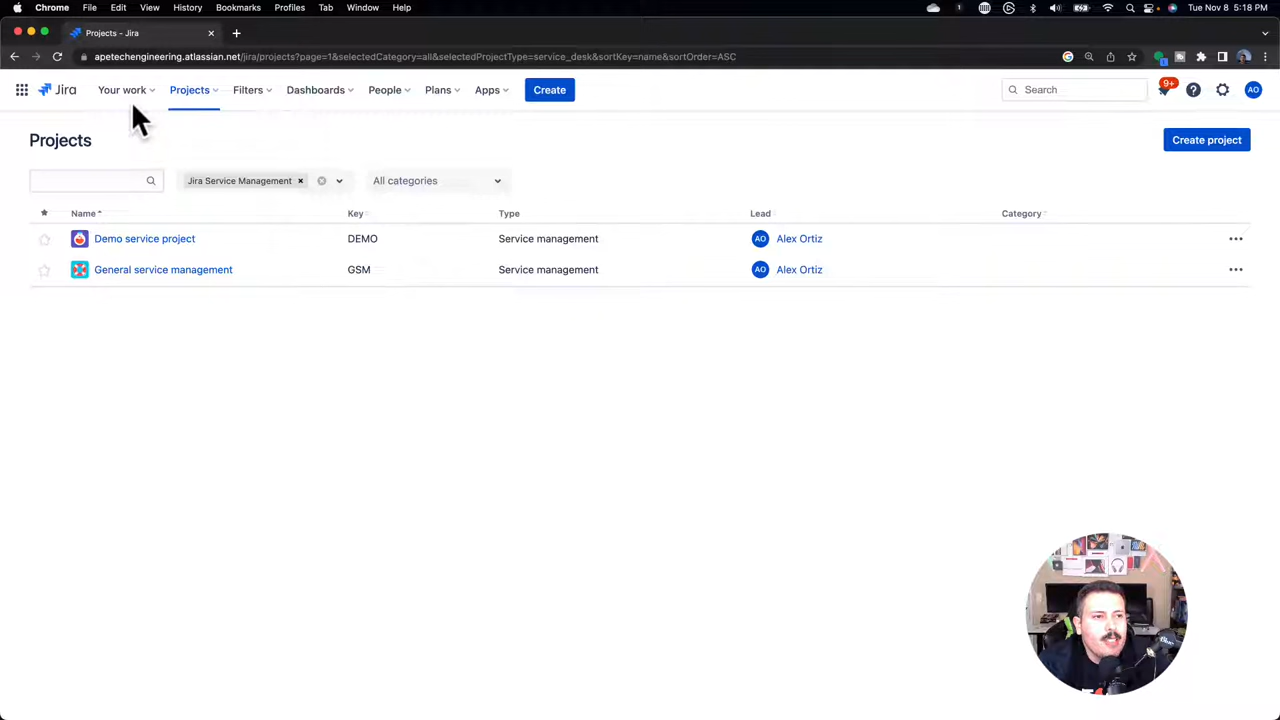 Chrome File Edit View History Bookmarks Profiles Tab Window Help 1 Tue Nov 8 5:18 PM
Projects - Jira
apetechengineering.atlassian.net/jira/projects?page=1&selectedCategory=all&selectedProjectType=service_desk&sortKey=name&sortOrder=ASC
Jira Your work Projects Filters Dashboards People Plans Apps Create Search 9+ AO
Projects Create project
Jira Service Management All categories
Name Key Type Lead Category
Demo service project DEMO Service management AO Alex Ortiz
General service management GSM Service management AO Alex Ortiz